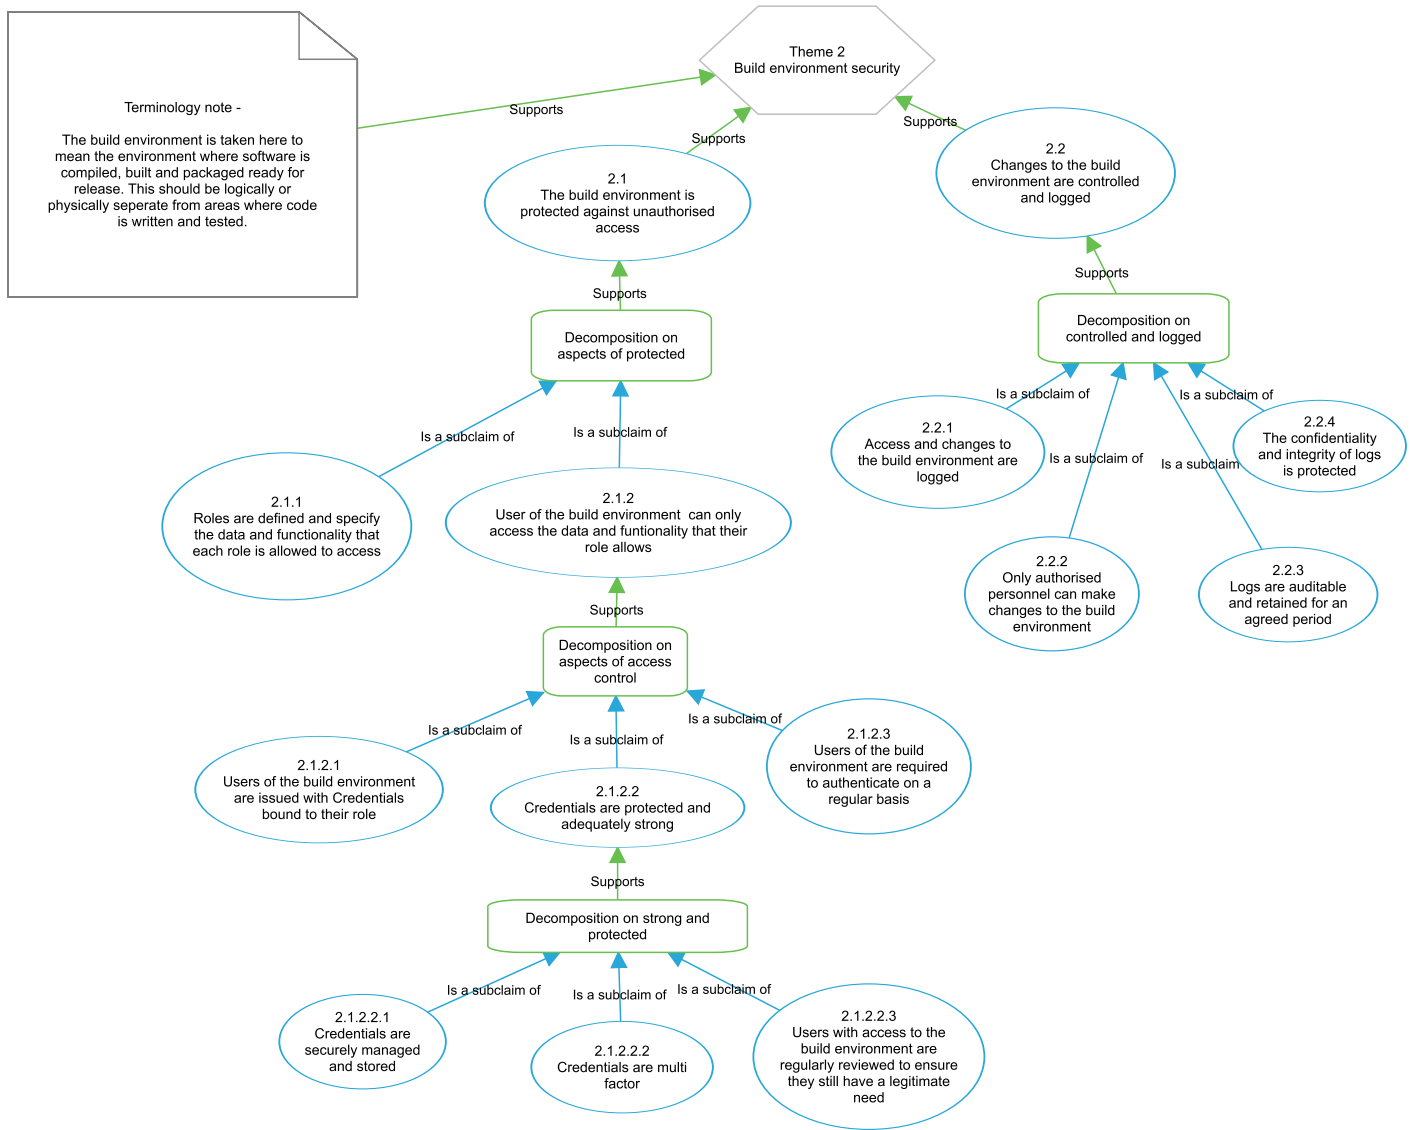 Theme 2
Build environment security
Terminology note -
The build environment is taken here to
mean the environment where software is
compiled, built and packaged ready for
release. This should be logically or
physically seperate from areas where code
is written and tested.
Supports
Supports
Supports
2.1
The build environment is
protected against unauthorised
access
2.2
Changes to the build
environment are controlled
and logged
Supports
Supports
Decomposition on
aspects of protected
Decomposition on
controlled and logged
Is a subclaim of
Is a subclaim of
Is a subclaim of
Is a subclaim of
Is a subclaim of
Is a subclaim
2.1.1
Roles are defined and specify
the data and functionality that
each role is allowed to access
2.1.2
User of the build environment  can only
access the data and funtionality that their
role allows
2.2.1
Access and changes to
the build environment are
logged
2.2.4
The confidentiality
and integrity of logs
is protected
2.2.2
Only authorised
personnel can make
changes to the build
environment
2.2.3
Logs are auditable
and retained for an
agreed period
Supports
Decomposition on
aspects of access
control
Is a subclaim of
Is a subclaim of
Is a subclaim of
2.1.2.1
Users of the build environment
are issued with Credentials
bound to their role
2.1.2.2
Credentials are protected and
adequately strong
2.1.2.3
Users of the build
environment are required
to authenticate on a
regular basis
Supports
Decomposition on strong and
protected
Is a subclaim of
Is a subclaim of
Is a subclaim of
2.1.2.2.1
Credentials are
securely managed
and stored
2.1.2.2.2
Credentials are multi
factor
2.1.2.2.3
Users with access to the
build environment are
regularly reviewed to ensure
they still have a legitimate
need